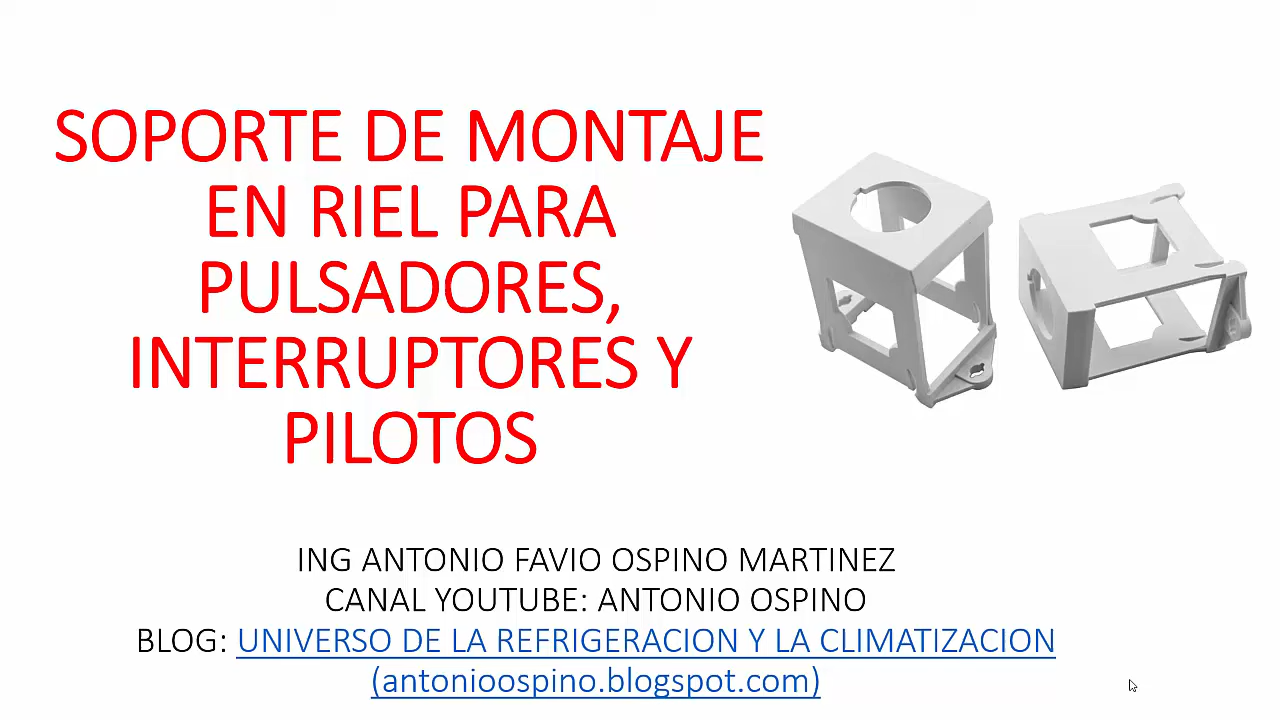 SOPORTE DE MONTAJE
EN RIEL PARA
PULSADORES,
INTERRUPTORES Y
PILOTOS
ING ANTONIO FAVIO OSPINO MARTINEZ
CANAL YOUTUBE: ANTONIO OSPINO
BLOG: UNIVERSO DE LA REFRIGERACION Y LA CLIMATIZACION
(antonioospino.blogspot.com)